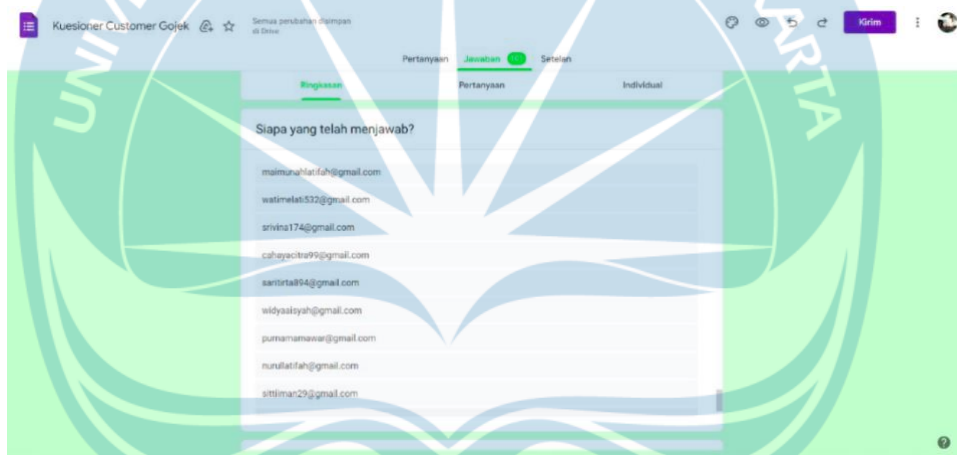 Kuesioner Customer Gojek
Semua perubahan disimpan
di Drive
Kirim
Pertanyaan Jawaban Setelan
Ringkasan Pertanyaan Individual
Siapa yang telah menjawab?
maimunahlatifah@gmail.com
watimelati532@gmail.com
srivina174@gmail.com
cahayacitra99@gmail.com
saritirta894@gmail.com
widyaaisyah@gmail.com
purnamamawar@gmail.com
nurullatifah@gmail.com
sittiiman29@gmail.com